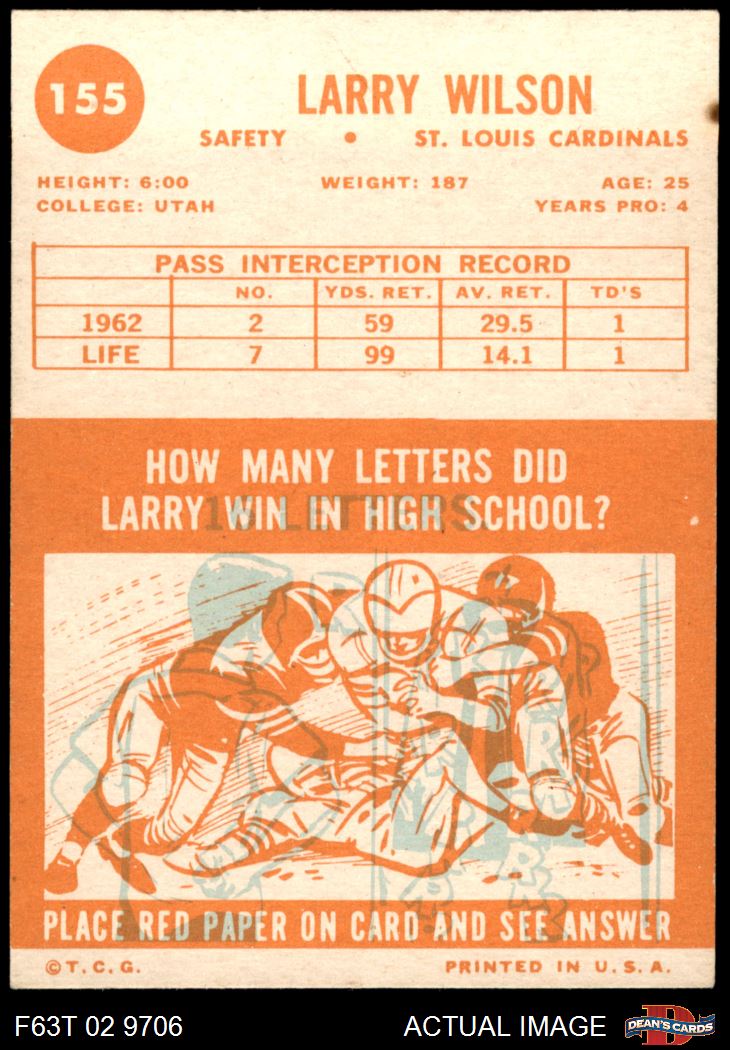 155
LARRY WILSON
SAFETY • ST. LOUIS CARDINALS
HEIGHT: 6:00 WEIGHT: 187 AGE: 25
COLLEGE: UTAH YEARS PRO: 4
PASS INTERCEPTION RECORD
NO. YDS. RET. AV. RET. TD'S
1962 2 59 29.5 1
LIFE 7 99 14.1 1
HOW MANY LETTERS DID
LARRY WIN IN HIGH SCHOOL?
LETTERS.
PLACE RED PAPER ON CARD AND SEE ANSWER
© T. C. G. PRINTED IN U. S. A.
F63T 02 9706 ACTUAL IMAGE D DEAN'S CARDS